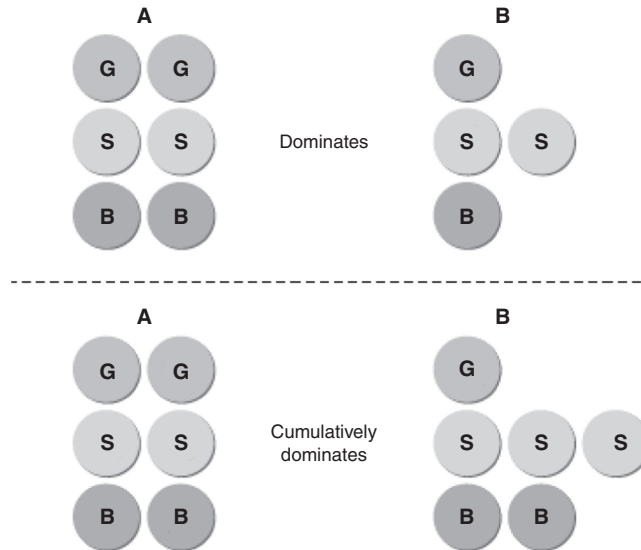 A B
G G G
S S Dominates S S
B B B
A B
G G G
S S Cumulatively S S S
dominates
B B B B